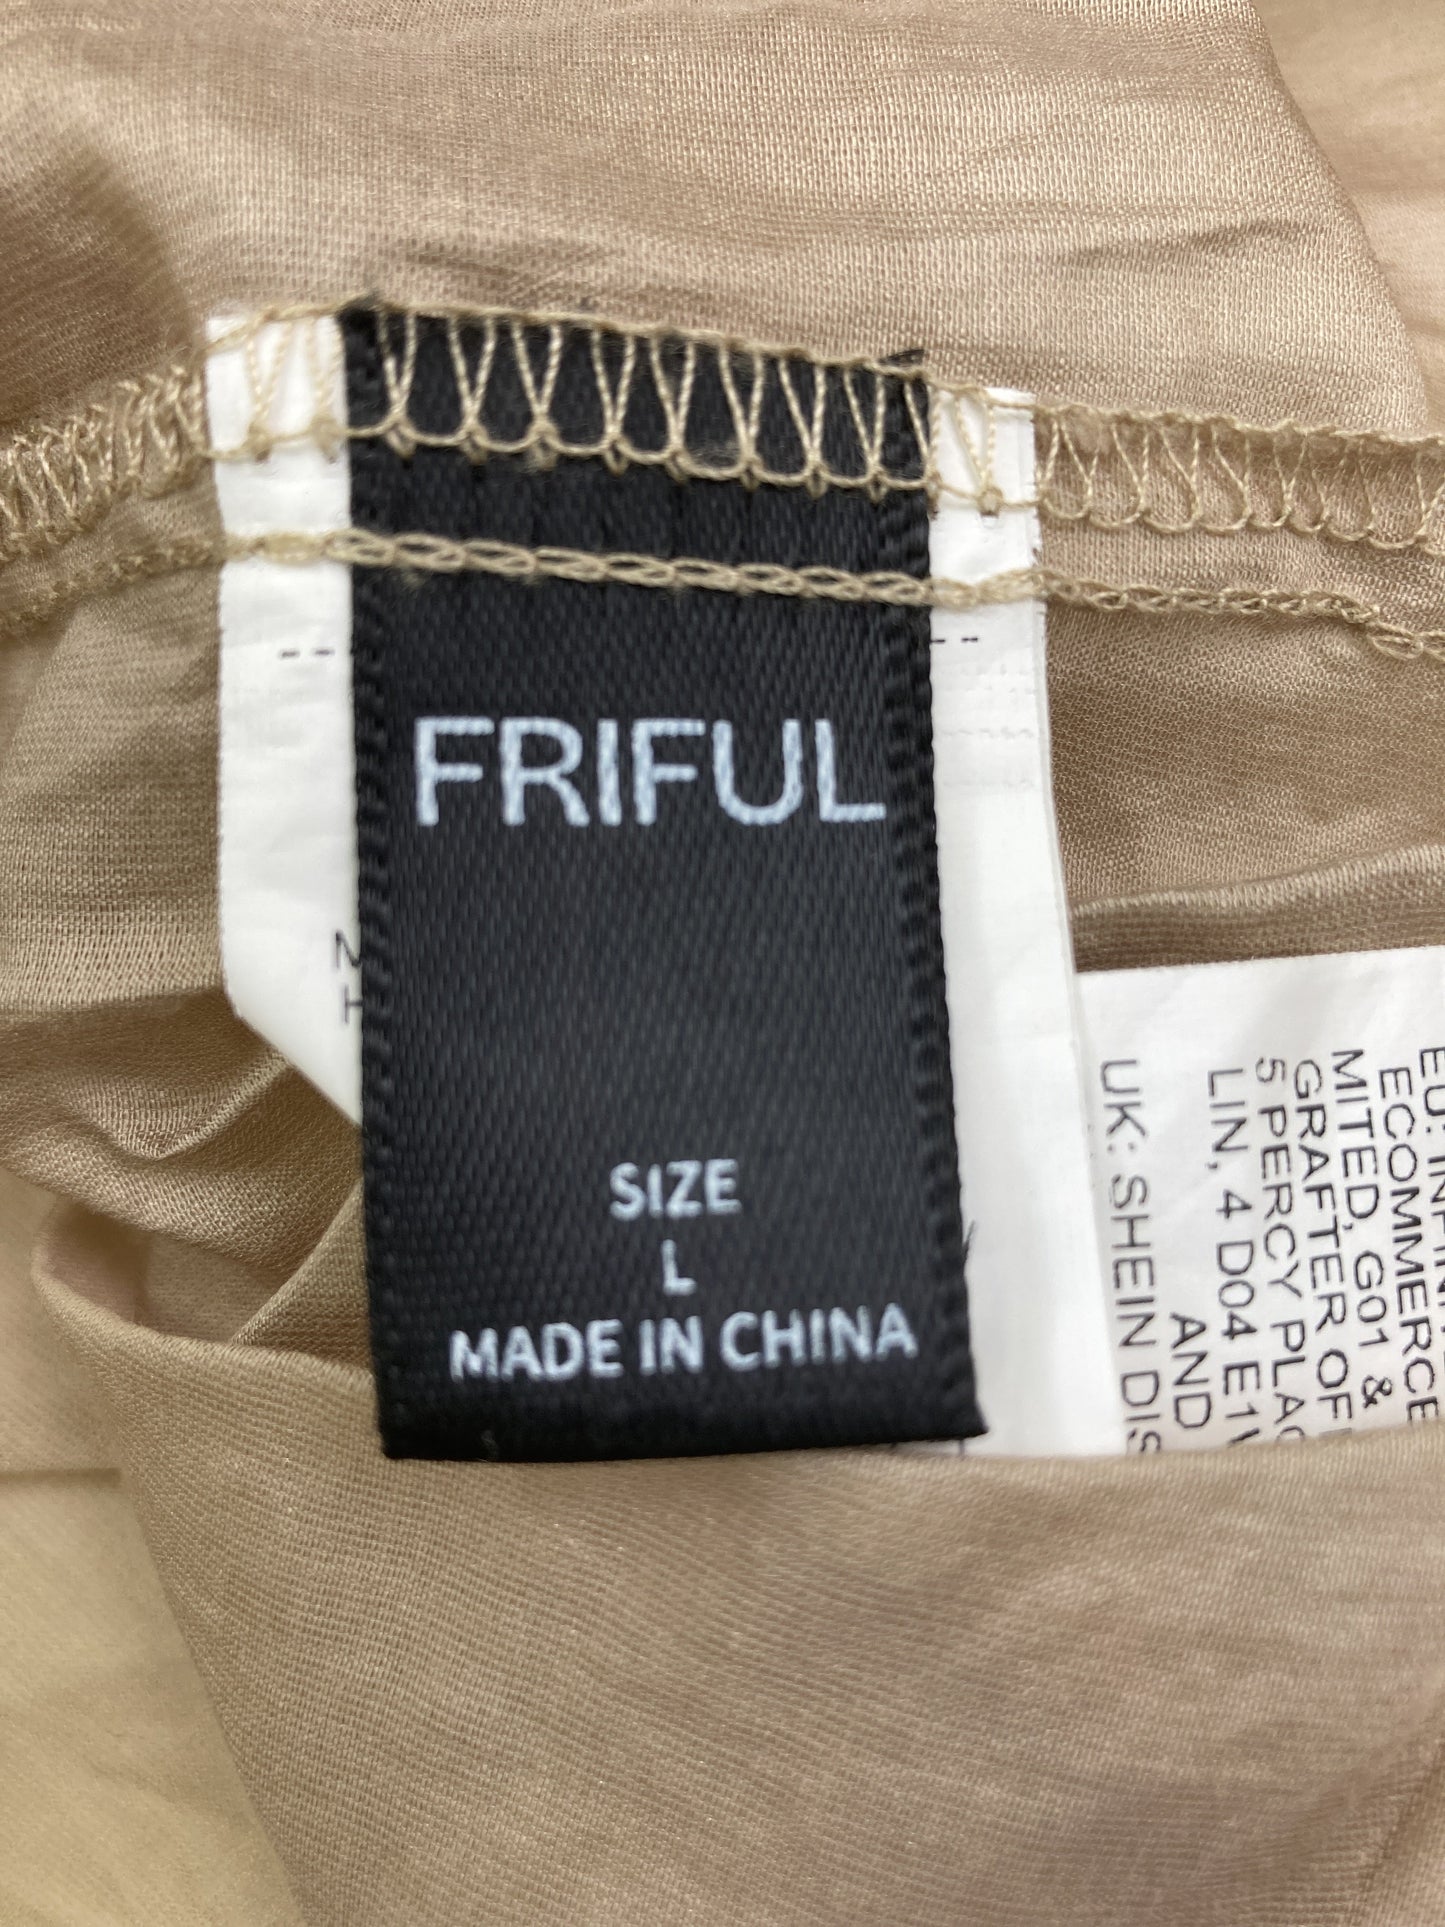 FRIFUL
SIZE
L
MADE IN CHINA
ECOMMERCE
MITED, G01 &
GRAFTER OF
5 PERCY PLAC
LIN, 4 D04 E1
AND
UK: SHEIN DIS